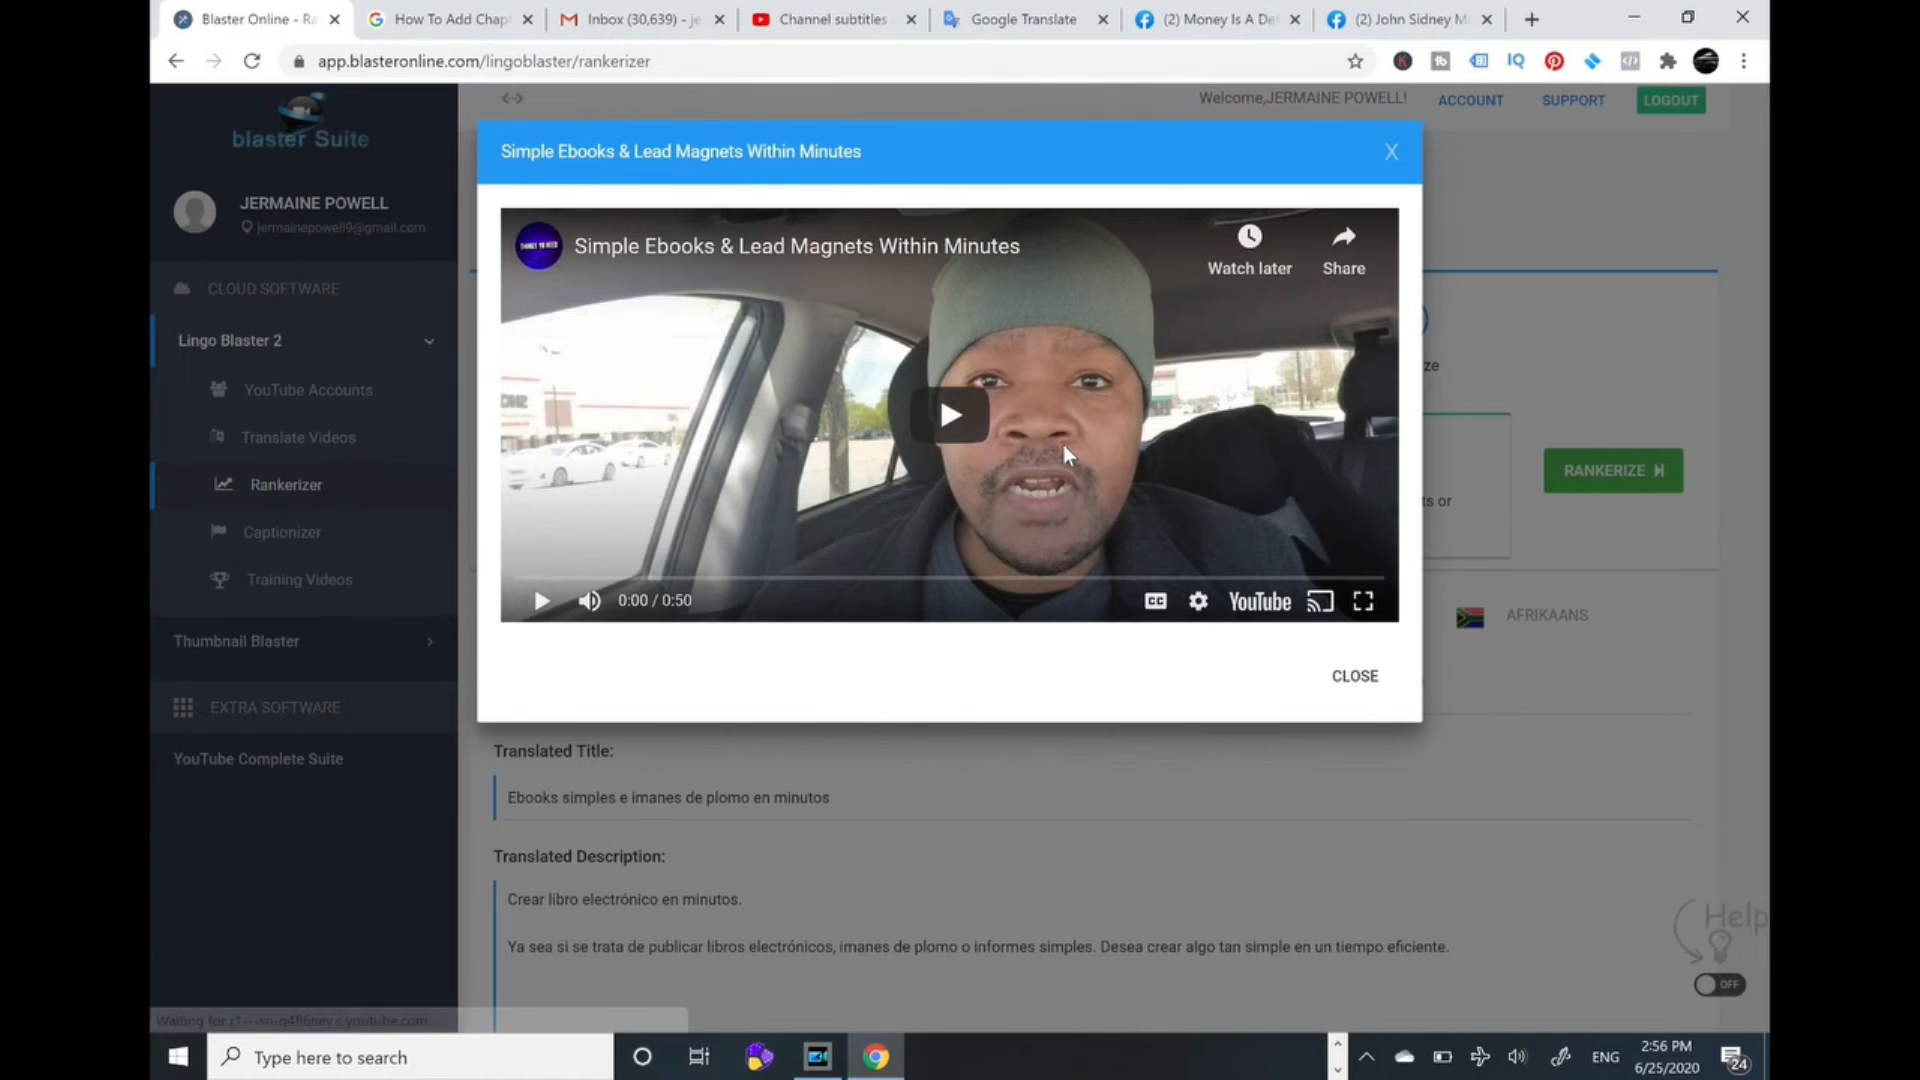 Blaster Online - Ra
How To Add Chap
Inbox (30,639) - je
Channel subtitles
Google Translate
(2) Money Is A De
(2) John Sidney M
app.blasteronline.com/lingoblaster/rankerizer
blaster Suite
Welcome,JERMAINE POWELL!
ACCOUNT
SUPPORT
LOGOUT
JERMAINE POWELL
jermainepowell9@gmail.com
CLOUD SOFTWARE
Lingo Blaster 2
YouTube Accounts
Translate Videos
Rankerizer
Captionizer
Training Videos
Thumbnail Blaster
EXTRA SOFTWARE
YouTube Complete Suite
Simple Ebooks & Lead Magnets Within Minutes
X
Simple Ebooks & Lead Magnets Within Minutes
Watch later
Share
0:00 / 0:50
CC
YouTube
CLOSE
ze
ts or
RANKERIZE
AFRIKAANS
Translated Title:
Ebooks simples e imanes de plomo en minutos
Translated Description:
Crear libro electrónico en minutos.
Ya sea si se trata de publicar libros electrónicos, imanes de plomo o informes simples. Desea crear algo tan simple en un tiempo eficiente.
Help
OFF
Type here to search
ENG
2:56 PM
6/25/2020
24